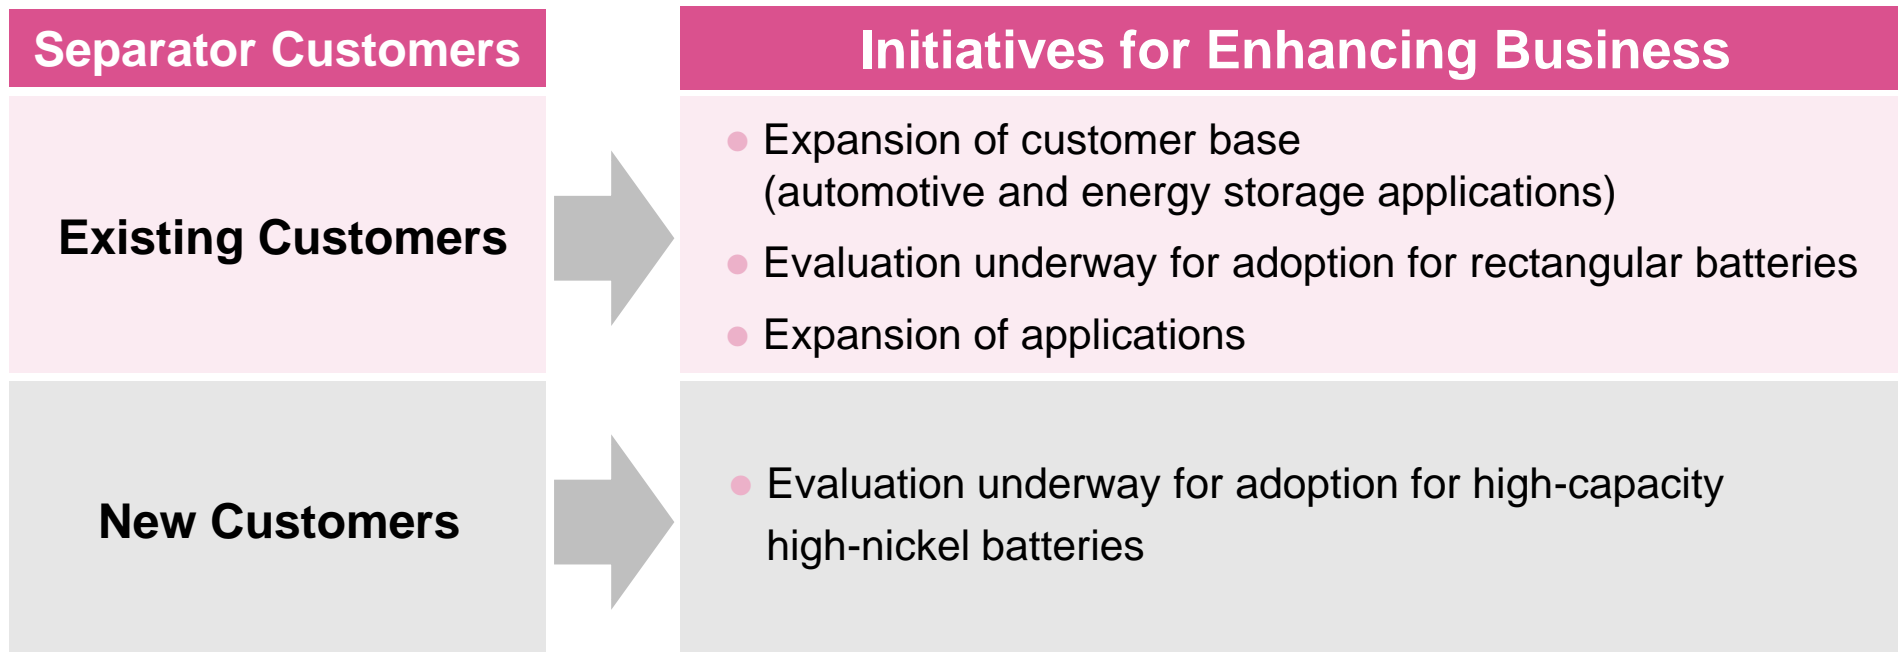 Separator Customers
Initiatives for Enhancing Business
Existing Customers
● Expansion of customer base
(automotive and energy storage applications)
● Evaluation underway for adoption for rectangular batteries
● Expansion of applications
New Customers
● Evaluation underway for adoption for high-capacity
high-nickel batteries